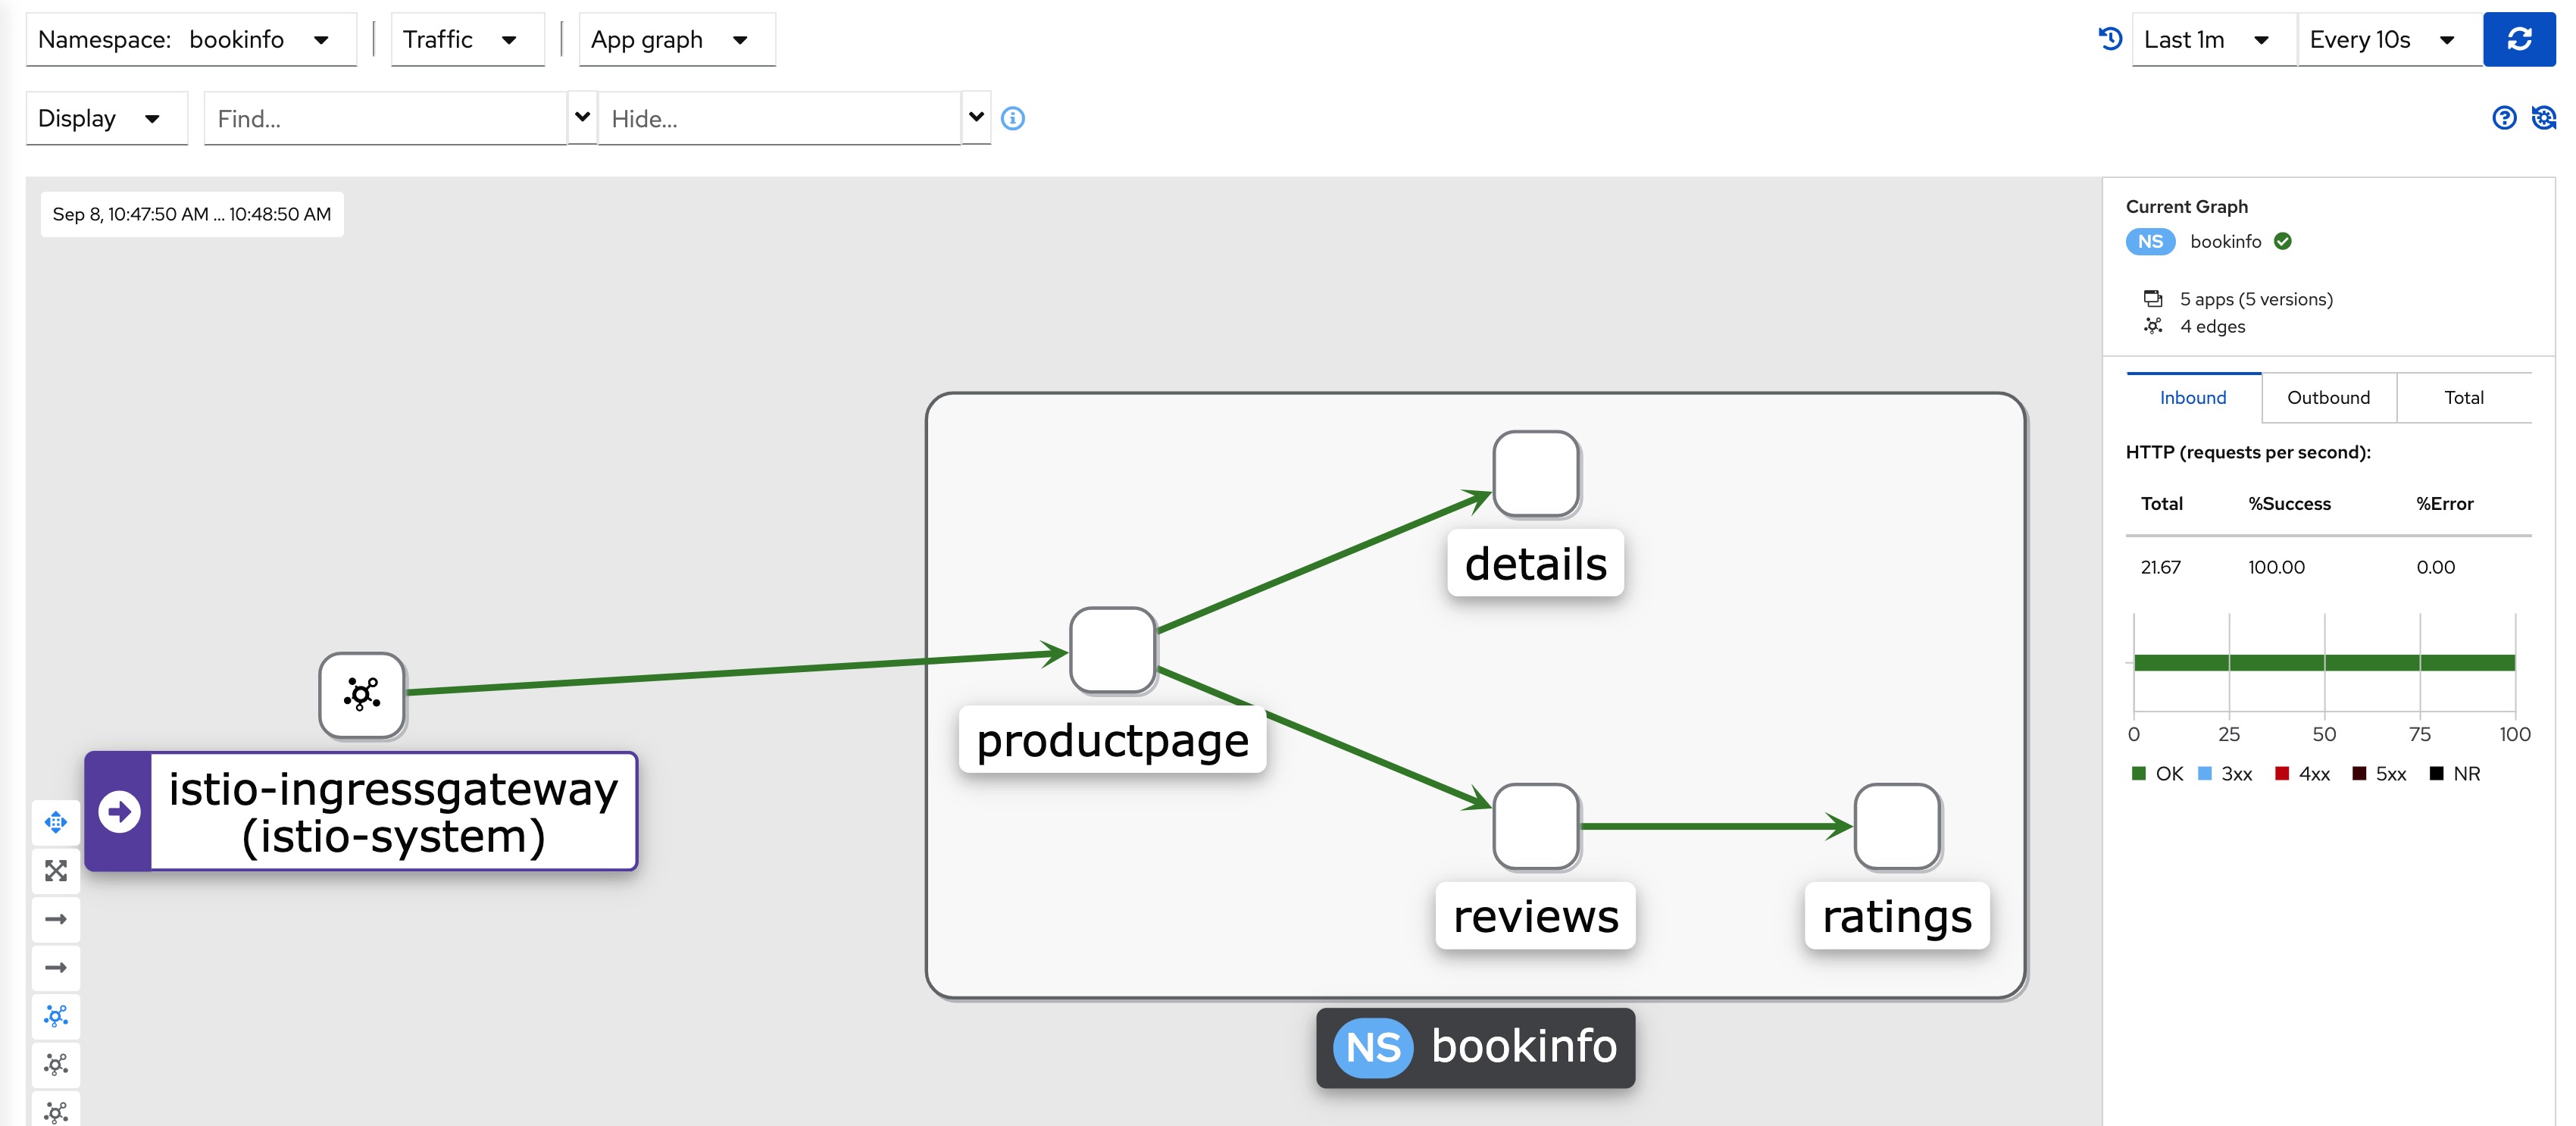 Namespace: bookinfo
Traffic
App graph
Last 1m
Every 10s
Display
Find...
Hide...
Sep 8, 10:47:50 AM ... 10:48:50 AM
details
productpage
istio-ingressgateway
(istio-system)
reviews
ratings
NS bookinfo
Current Graph
NS bookinfo
5 apps (5 versions)
4 edges
Inbound Outbound Total
HTTP (requests per second):
Total %Success %Error
21.67 100.00 0.00
0 25 50 75 100
OK 3xx 4xx 5xx NR